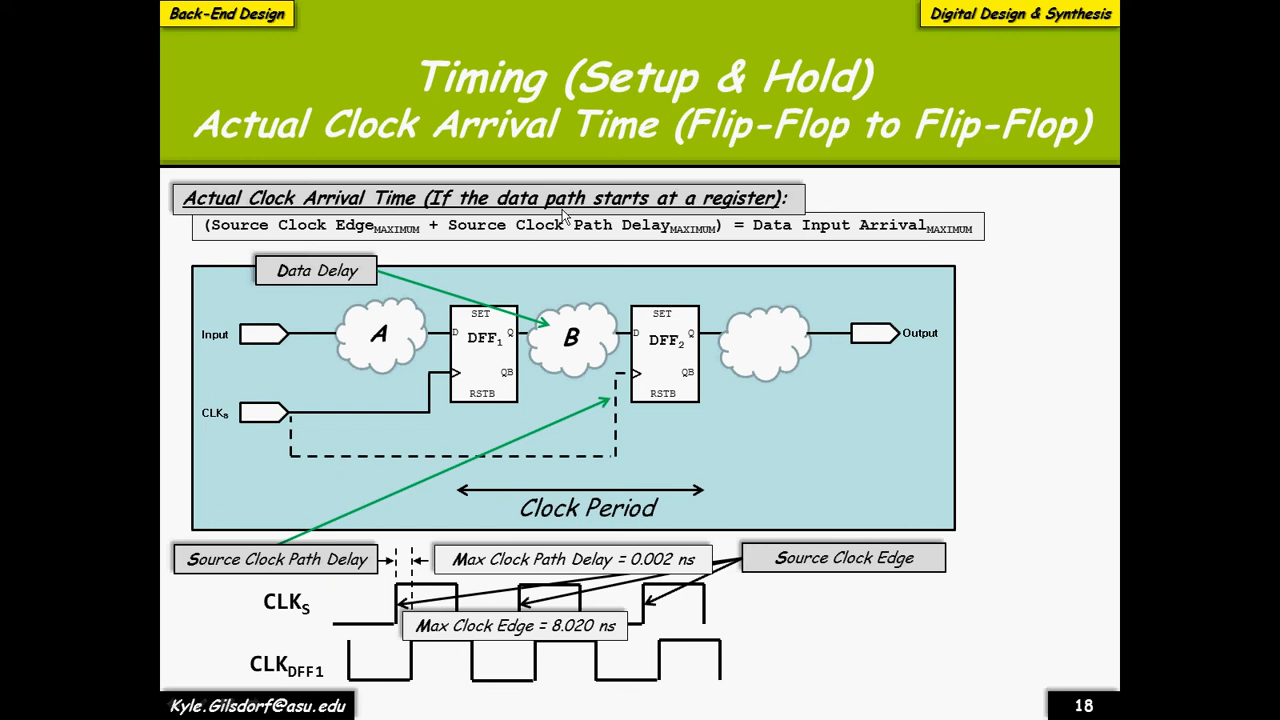 Back-End Design
Digital Design & Synthesis
Timing (Setup & Hold)
Actual Clock Arrival Time (Flip-Flop to Flip-Flop)
Actual Clock Arrival Time (If the data path starts at a register):
(Source Clock EdgeMAXIMUM + Source Clock Path DelayMAXIMUM) = Data Input ArrivalMAXIMUM
Data Delay
Input
A
SET
D
Q
DFF1
QB
RSTB
B
SET
D
Q
DFF2
QB
RSTB
Output
CLKS
Clock Period
Source Clock Path Delay
Max Clock Path Delay = 0.002 ns
Source Clock Edge
CLKS
Max Clock Edge = 8.020 ns
CLKDFF1
Kyle.Gilsdorf@asu.edu
18